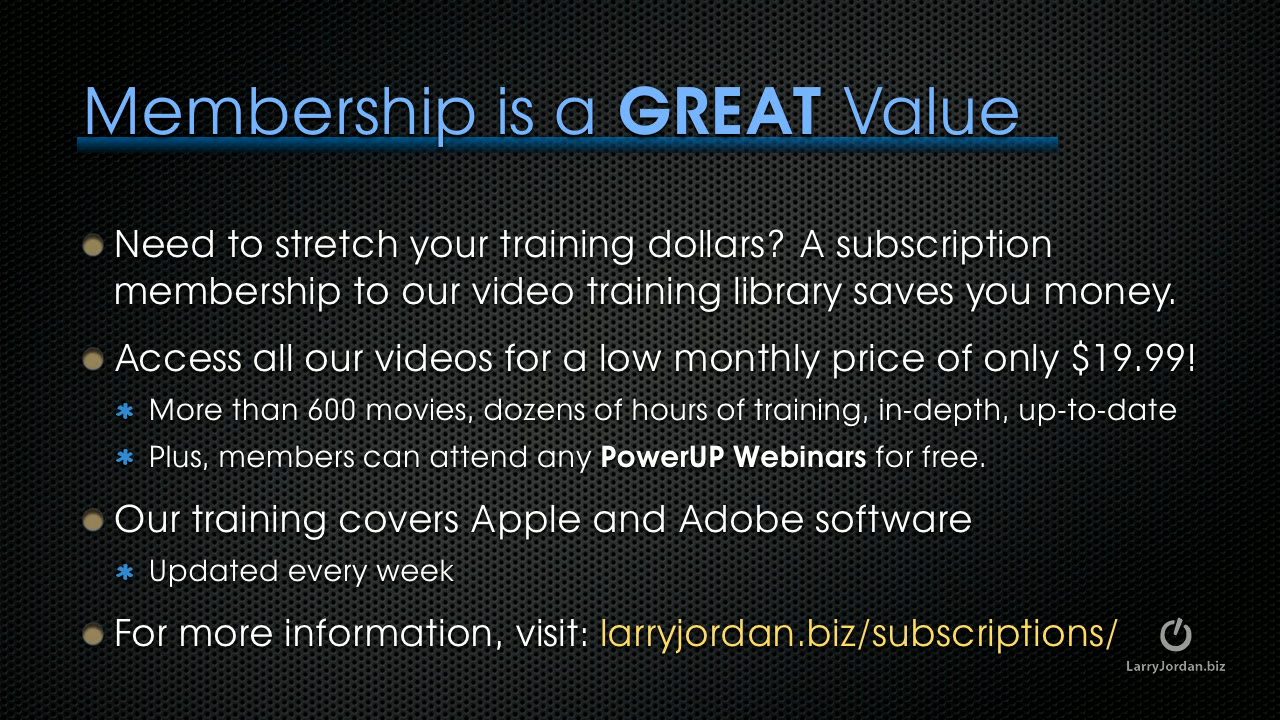 Membership is a GREAT Value
Need to stretch your training dollars? A subscription
membership to our video training library saves you money.
Access all our videos for a low monthly price of only $19.99!
More than 600 movies, dozens of hours of training, in-depth, up-to-date
Plus, members can attend any PowerUP Webinars for free.
Our training covers Apple and Adobe software
Updated every week
For more information, visit: larryjordan.biz/subscriptions/
LarryJordan.biz